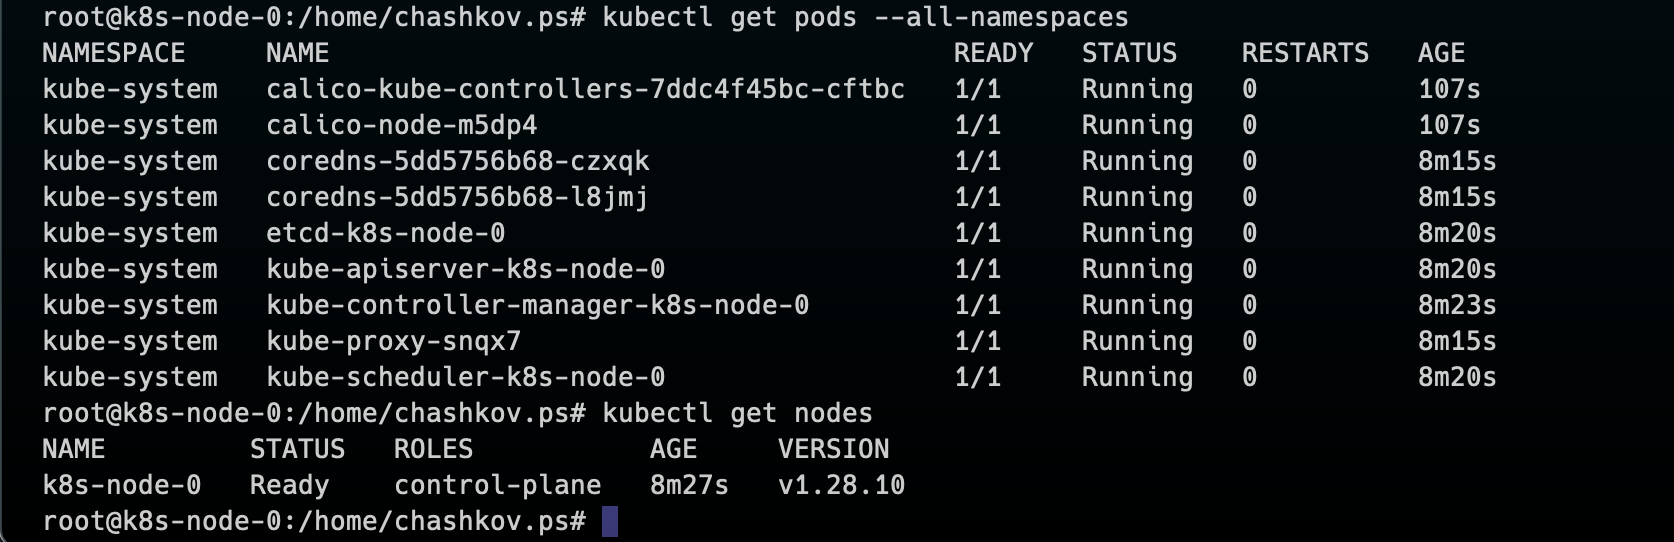 root@k8s-node-0:/home/chashkov.ps# kubectl get pods --all-namespaces
NAMESPACE     NAME                                       READY   STATUS    RESTARTS   AGE
kube-system   calico-kube-controllers-7ddc4f45bc-cftbc   1/1     Running   0          107s
kube-system   calico-node-m5dp4                          1/1     Running   0          107s
kube-system   coredns-5dd5756b68-czxqk                   1/1     Running   0          8m15s
kube-system   coredns-5dd5756b68-l8jmj                   1/1     Running   0          8m15s
kube-system   etcd-k8s-node-0                            1/1     Running   0          8m20s
kube-system   kube-apiserver-k8s-node-0                  1/1     Running   0          8m20s
kube-system   kube-controller-manager-k8s-node-0         1/1     Running   0          8m23s
kube-system   kube-proxy-snqx7                           1/1     Running   0          8m15s
kube-system   kube-scheduler-k8s-node-0                  1/1     Running   0          8m20s
root@k8s-node-0:/home/chashkov.ps# kubectl get nodes
NAME         STATUS   ROLES           AGE     VERSION
k8s-node-0   Ready    control-plane   8m27s   v1.28.10
root@k8s-node-0:/home/chashkov.ps#